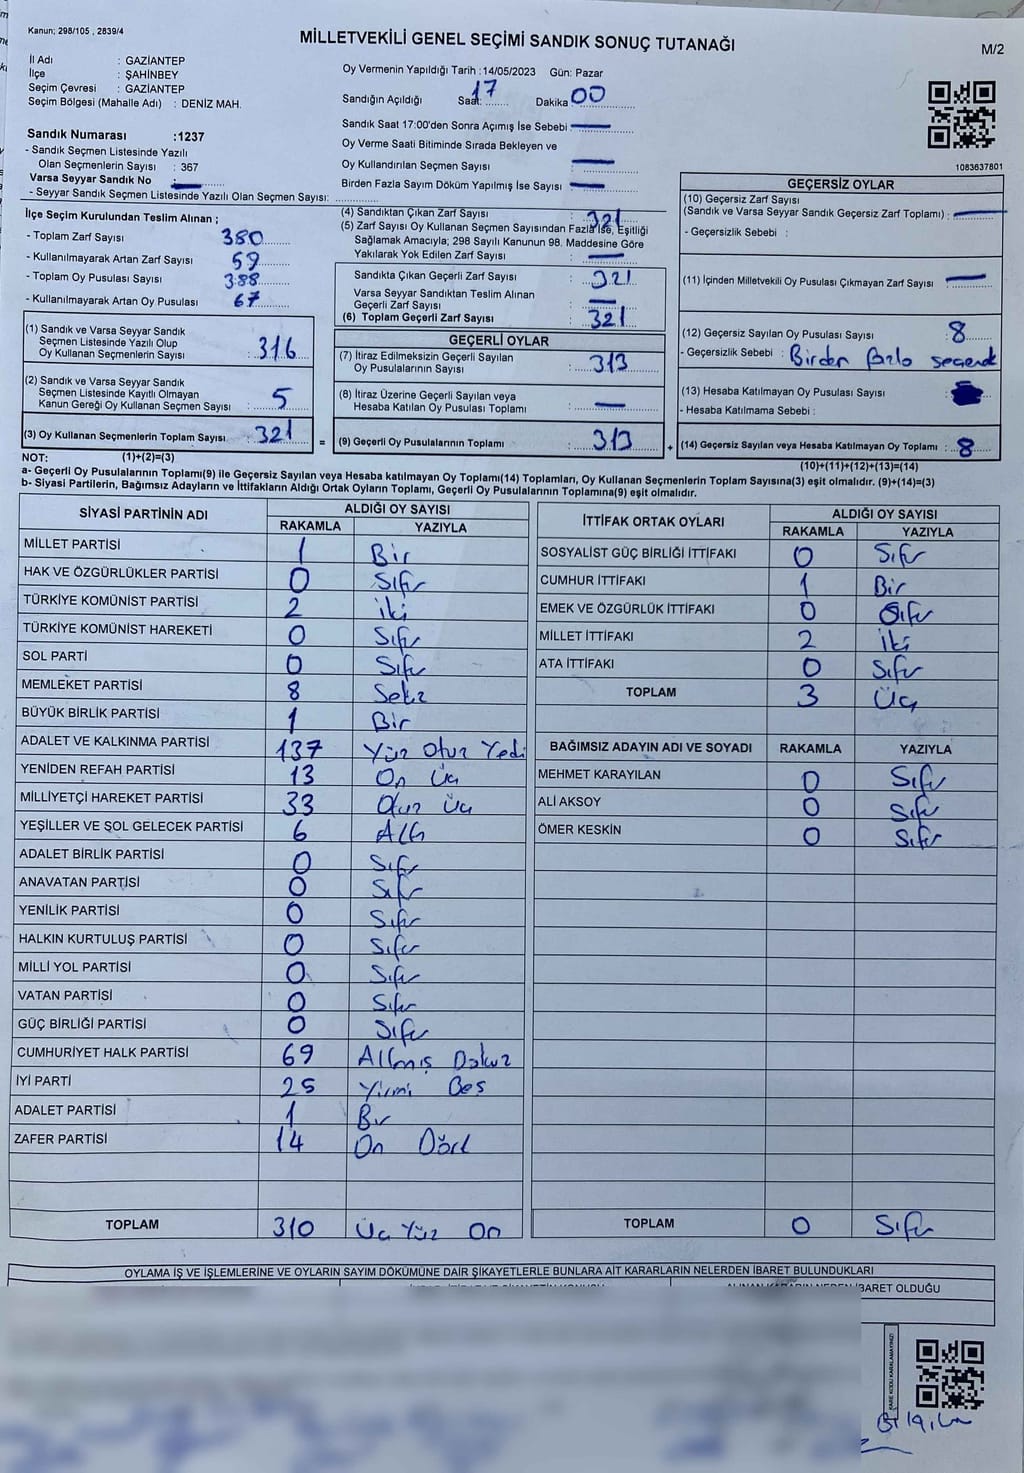 Kanun; 298/105 , 2839/4
MİLLETVEKİLİ GENEL SEÇİMİ SANDIK SONUÇ TUTANAĞI
M/2
İl Adı : GAZİANTEP
İlçe : ŞAHİNBEY
Seçim Çevresi : GAZİANTEP
Seçim Bölgesi (Mahalle Adı) : DENİZ MAH.
Sandık Numarası :1237
- Sandık Seçmen Listesinde Yazılı
Olan Seçmenlerin Sayısı : 367
Varsa Seyyar Sandık No
- Seyyar Sandık Seçmen Listesinde Yazılı Olan Seçmen Sayısı:
Oy Vermenin Yapıldığı Tarih :14/05/2023 Gün: Pazar
Sandığın Açıldığı Saat: 17 Dakika 00
Sandık Saat 17:00'den Sonra Açımış İse Sebebi :
Oy Verme Saati Bitiminde Sırada Bekleyen ve
Oy Kullandırılan Seçmen Sayısı :
Birden Fazla Sayım Döküm Yapılmış İse Sayısı :
1083637801
İlçe Seçim Kurulundan Teslim Alınan ;
- Toplam Zarf Sayısı : 380
- Kullanılmayarak Artan Zarf Sayısı : 59
- Toplam Oy Pusulası Sayısı : 388
- Kullanılmayarak Artan Oy Pusulası : 67
(1) Sandık ve Varsa Seyyar Sandık
Seçmen Listesinde Yazılı Olup
Oy Kullanan Seçmenlerin Sayısı : 316
(2) Sandık ve Varsa Seyyar Sandık
Seçmen Listesinde Kayıtlı Olmayan
Kanun Gereği Oy Kullanan Seçmen Sayısı : 5
(3) Oy Kullanan Seçmenlerin Toplam Sayısı : 321
(4) Sandıktan Çıkan Zarf Sayısı : 321
(5) Zarf Sayısı Oy Kullanan Seçmen Sayısından Fazla İse, Eşitliği
Sağlamak Amacıyla; 298 Sayılı Kanunun 98. Maddesine Göre
Yakılarak Yok Edilen Zarf Sayısı :
Sandıkta Çıkan Geçerli Zarf Sayısı : 321
Varsa Seyyar Sandıktan Teslim Alınan
Geçerli Zarf Sayısı :
(6) Toplam Geçerli Zarf Sayısı : 321
GEÇERLİ OYLAR
(7) İtiraz Edilmeksizin Geçerli Sayılan
Oy Pusulalarının Sayısı : 313
(8) İtiraz Üzerine Geçerli Sayılan veya
Hesaba Katılan Oy Pusulası Toplamı :
= (9) Geçerli Oy Pusulalarının Toplamı : 313 +
GEÇERSİZ OYLAR
(10) Geçersiz Zarf Sayısı
(Sandık ve Varsa Seyyar Sandık Geçersiz Zarf Toplamı) :
- Geçersizlik Sebebi :
(11) İçinden Milletvekili Oy Pusulası Çıkmayan Zarf Sayısı :
(12) Geçersiz Sayılan Oy Pusulası Sayısı : 8
- Geçersizlik Sebebi : Birden fazla
(13) Hesaba Katılmayan Oy Pusulası Sayısı :
- Hesaba Katılmama Sebebi :
(14) Geçersiz Sayılan veya Hesaba Katılmayan Oy Toplamı : 8
NOT: (1)+(2)=(3) (10)+(11)+(12)+(13)=(14)
a- Geçerli Oy Pusulalarının Toplamı(9) ile Geçersiz Sayılan veya Hesaba katılmayan Oy Toplamı(14) Toplamları, Oy Kullanan Seçmenlerin Toplam Sayısına(3) eşit olmalıdır. (9)+(14)=(3)
b- Siyasi Partilerin, Bağımsız Adayların ve İttifakların Aldığı Ortak Oyların Toplamı, Geçerli Oy Pusulalarının Toplamına(9) eşit olmalıdır.
SİYASİ PARTİNİN ADI ALDIĞI OY SAYISI
RAKAMLA YAZIYLA
MİLLET PARTİSİ 1 Bir
HAK VE ÖZGÜRLÜKLER PARTİSİ 0 Sıfır
TÜRKİYE KOMÜNİST PARTİSİ 2 iki
TÜRKİYE KOMÜNİST HAREKETİ 0 Sıfır
SOL PARTİ 0 Sıfır
MEMLEKET PARTİSİ 8 Sekiz
BÜYÜK BİRLİK PARTİSİ 1 Bir
ADALET VE KALKINMA PARTİSİ 137 Yüz Otuz Yedi
YENİDEN REFAH PARTİSİ 13 On Üç
MİLLİYETÇİ HAREKET PARTİSİ 33 Otuz Üç
YEŞİLLER VE SOL GELECEK PARTİSİ 6 Altı
ADALET BİRLİK PARTİSİ 0 Sıfır
ANAVATAN PARTİSİ 0 Sıfır
YENİLİK PARTİSİ 0 Sıfır
HALKIN KURTULUŞ PARTİSİ 0 Sıfır
MİLLİ YOL PARTİSİ 0 Sıfır
VATAN PARTİSİ 0 Sıfır
GÜÇ BİRLİĞİ PARTİSİ 0 Sıfır
CUMHURİYET HALK PARTİSİ 69 Altmış Dokuz
İYİ PARTİ 25 Yirmi Beş
ADALET PARTİSİ 1 Bir
ZAFER PARTİSİ 14 On Dört
TOPLAM 310 Üç Yüz On
İTTİFAK ORTAK OYLARI ALDIĞI OY SAYISI
RAKAMLA YAZIYLA
SOSYALİST GÜÇ BİRLİĞİ İTTİFAKI 0 Sıfır
CUMHUR İTTİFAKI 1 Bir
EMEK VE ÖZGÜRLÜK İTTİFAKI 0 Sıfır
MİLLET İTTİFAKI 2 İki
ATA İTTİFAKI 0 Sıfır
TOPLAM 3 Üç
BAĞIMSIZ ADAYIN ADI VE SOYADI RAKAMLA YAZIYLA
MEHMET KARAYILAN 0 Sıfır
ALİ AKSOY 0 Sıfır
ÖMER KESKİN 0 Sıfır
TOPLAM 0 Sıfır
OYLAMA İŞ VE İŞLEMLERİNE VE OYLARIN SAYIM DÖKÜMÜNE DAİR ŞİKAYETLERLE BUNLARA AİT KARARLARIN NELERDEN İBARET BULUNDUKLARI
ALINAN KARARIN NEDEN İBARET OLDUĞU
KARE KODU KARALAMAYINIZ!